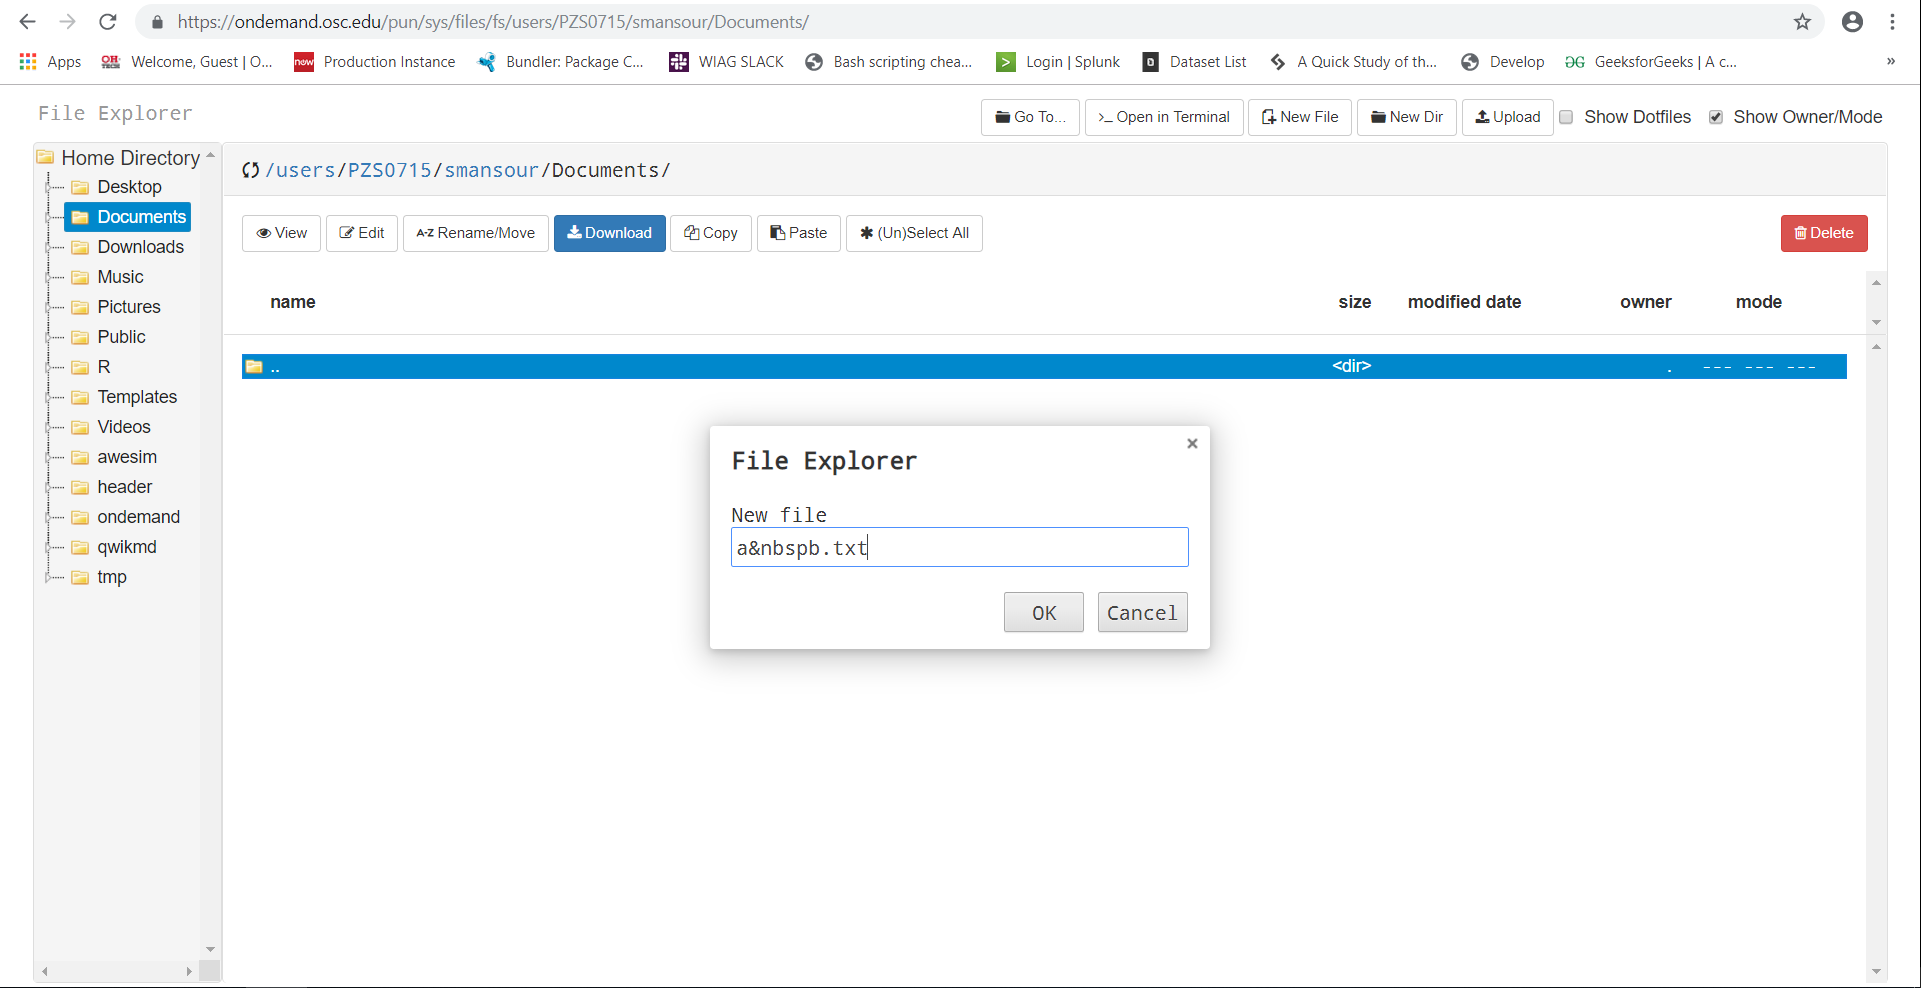 https://ondemand.osc.edu/pun/sys/files/fs/users/PZS0715/smansour/Documents/
Apps OH·TECH Welcome, Guest | O... now Production Instance Bundler: Package C... WIAG SLACK Bash scripting chea... > Login | Splunk D Dataset List A Quick Study of th... Develop GeeksforGeeks | A c... »
File Explorer Go To... >_ Open in Terminal New File New Dir Upload Show Dotfiles Show Owner/Mode
Home Directory
Desktop
Documents
Downloads
Music
Pictures
Public
R
Templates
Videos
awesim
header
ondemand
qwikmd
tmp
/users/PZS0715/smansour/Documents/
View Edit A-Z Rename/Move Download Copy Paste (Un)Select All Delete
name size modified date owner mode
.. <dir> . --- --- ---
File Explorer ×
New file
a&nbspb.txt
OK Cancel